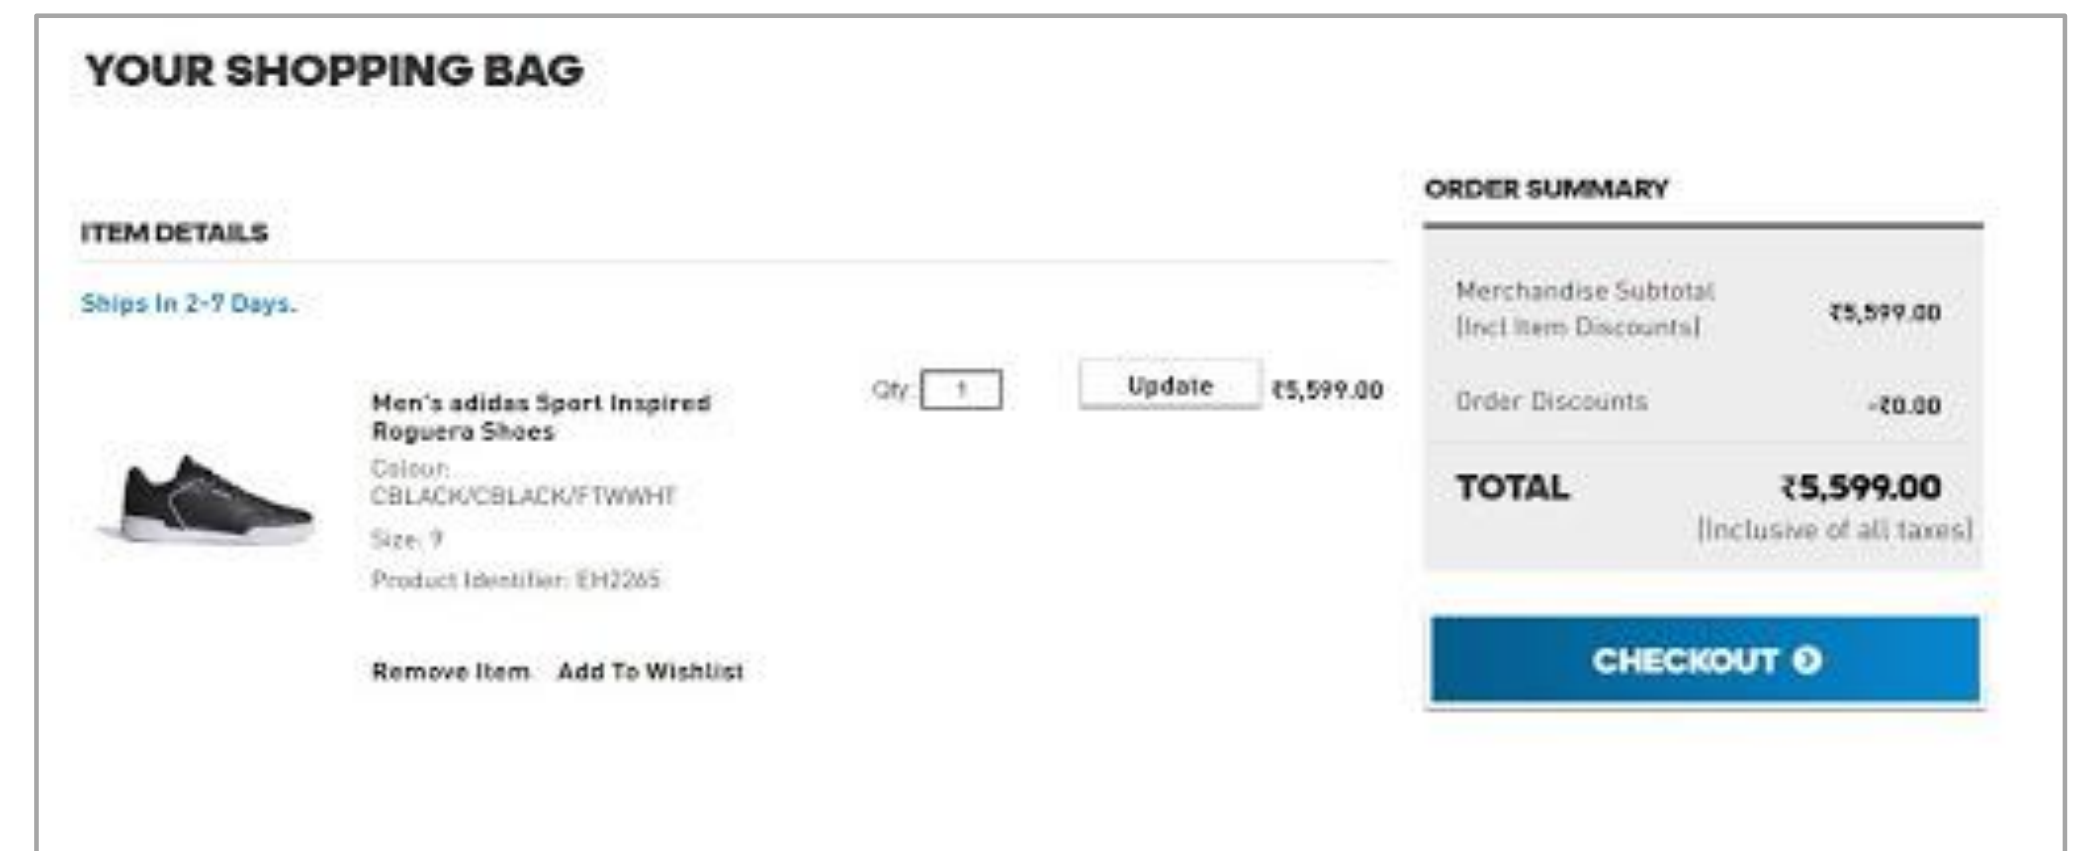 YOUR SHOPPING BAG
ITEM DETAILS
Ships In 2-7 Days.
Men's adidas Sport Inspired
Roguera Shoes
Colour:
CBLACK/CBLACK/FTWWHT
Size: 9
Product Identifier: EH2265
Remove Item Add To Wishlist
Qty 1 Update ₹5,599.00
ORDER SUMMARY
Merchandise Subtotal ₹5,599.00
[Incl Item Discounts]
Order Discounts -₹0.00
TOTAL ₹5,599.00
[Inclusive of all taxes]
CHECKOUT